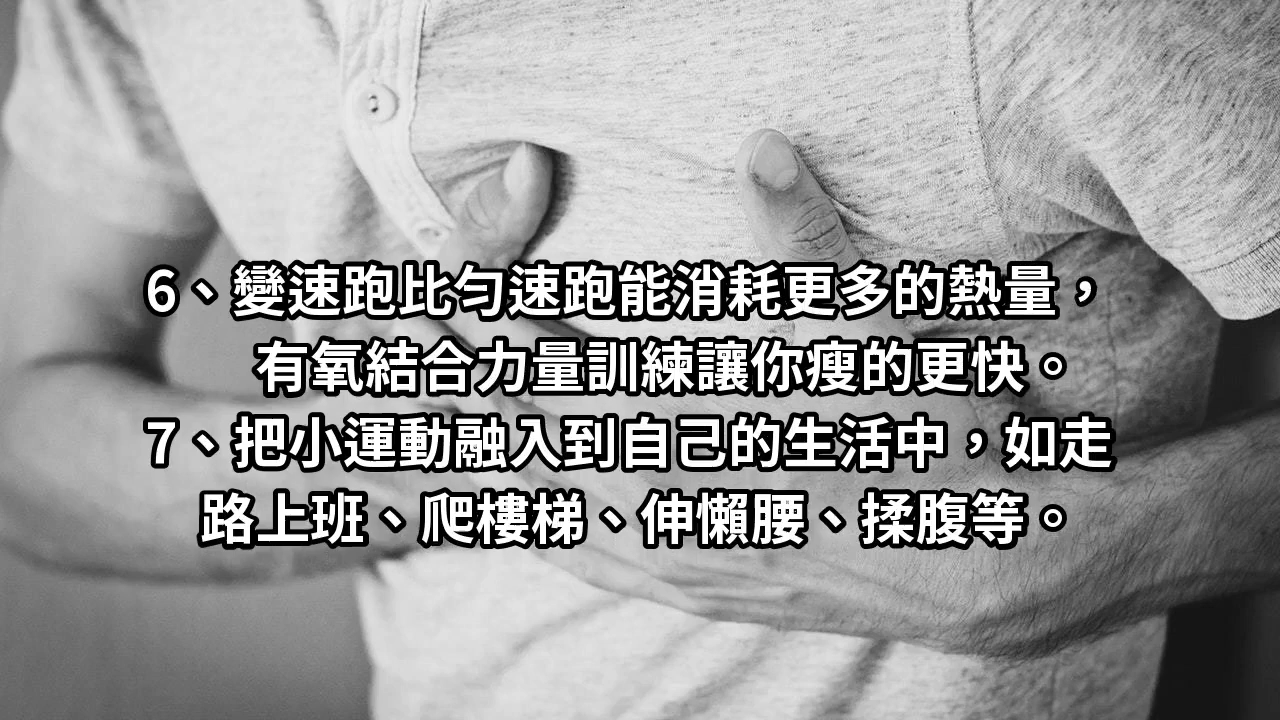 6、變速跑比勻速跑能消耗更多的熱量，
有氧結合力量訓練讓你瘦的更快。
7、把小運動融入到自己的生活中，如走
路上班、爬樓梯、伸懶腰、揉腹等。